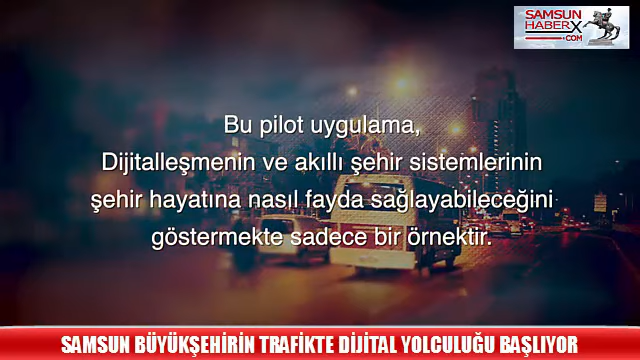 SAMSUN
HABERX
.COM
Bu pilot uygulama,
Dijitalleşmenin ve akıllı şehir sistemlerinin
şehir hayatına nasıl fayda sağlayabileceğini
göstermekte sadece bir örnektir.
SAMSUN BÜYÜKŞEHİRİN TRAFİKTE DİJİTAL YOLCULUĞU BAŞLIYOR